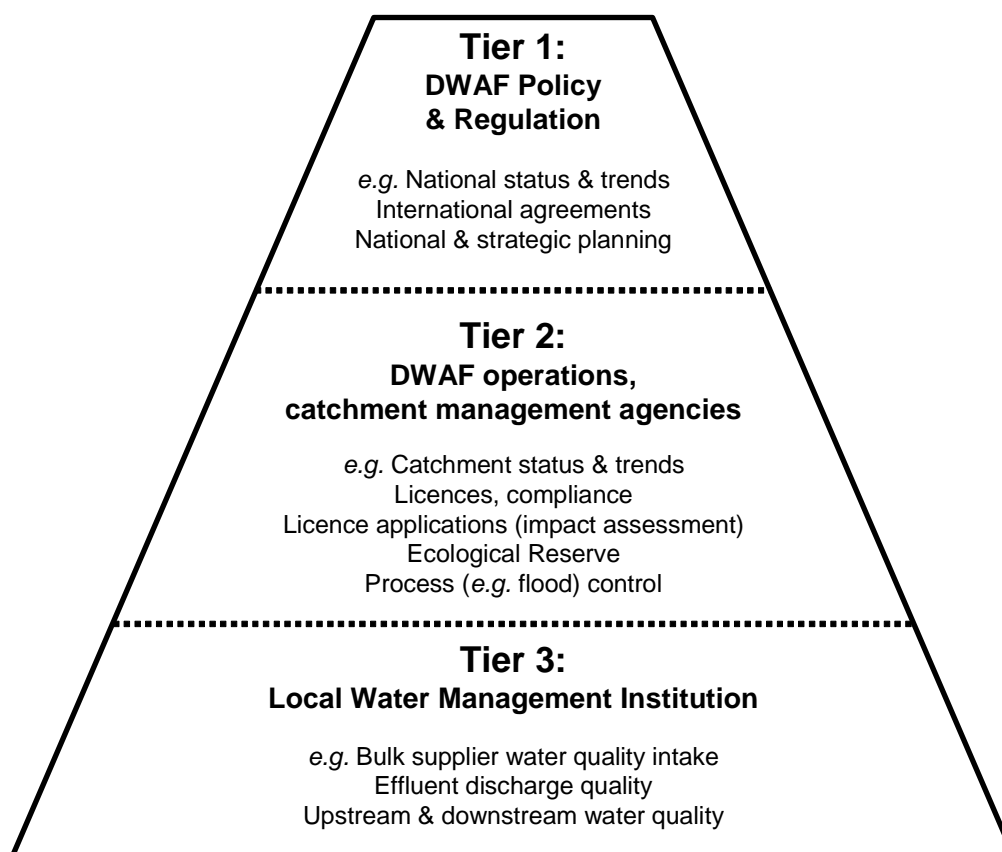 Tier 1:
DWAF Policy
& Regulation
e.g. National status & trends
International agreements
National & strategic planning
Tier 2:
DWAF operations,
catchment management agencies
e.g. Catchment status & trends
Licences, compliance
Licence applications (impact assessment)
Ecological Reserve
Process (e.g. flood) control
Tier 3:
Local Water Management Institution
e.g. Bulk supplier water quality intake
Effluent discharge quality
Upstream & downstream water quality